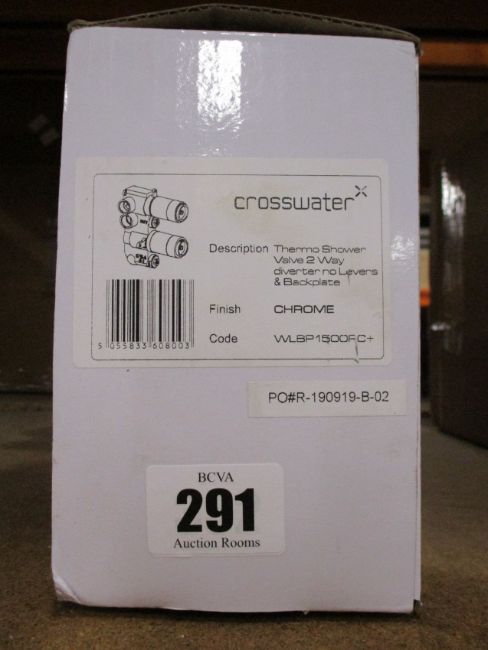 crosswater
Description Thermo Shower
Valve 2 Way
diverter no Levers
& Backplate
Finish CHROME
Code WLBP1500RC+
5 055833 608003
PO#R-190919-B-02
BCVA
291
Auction Rooms